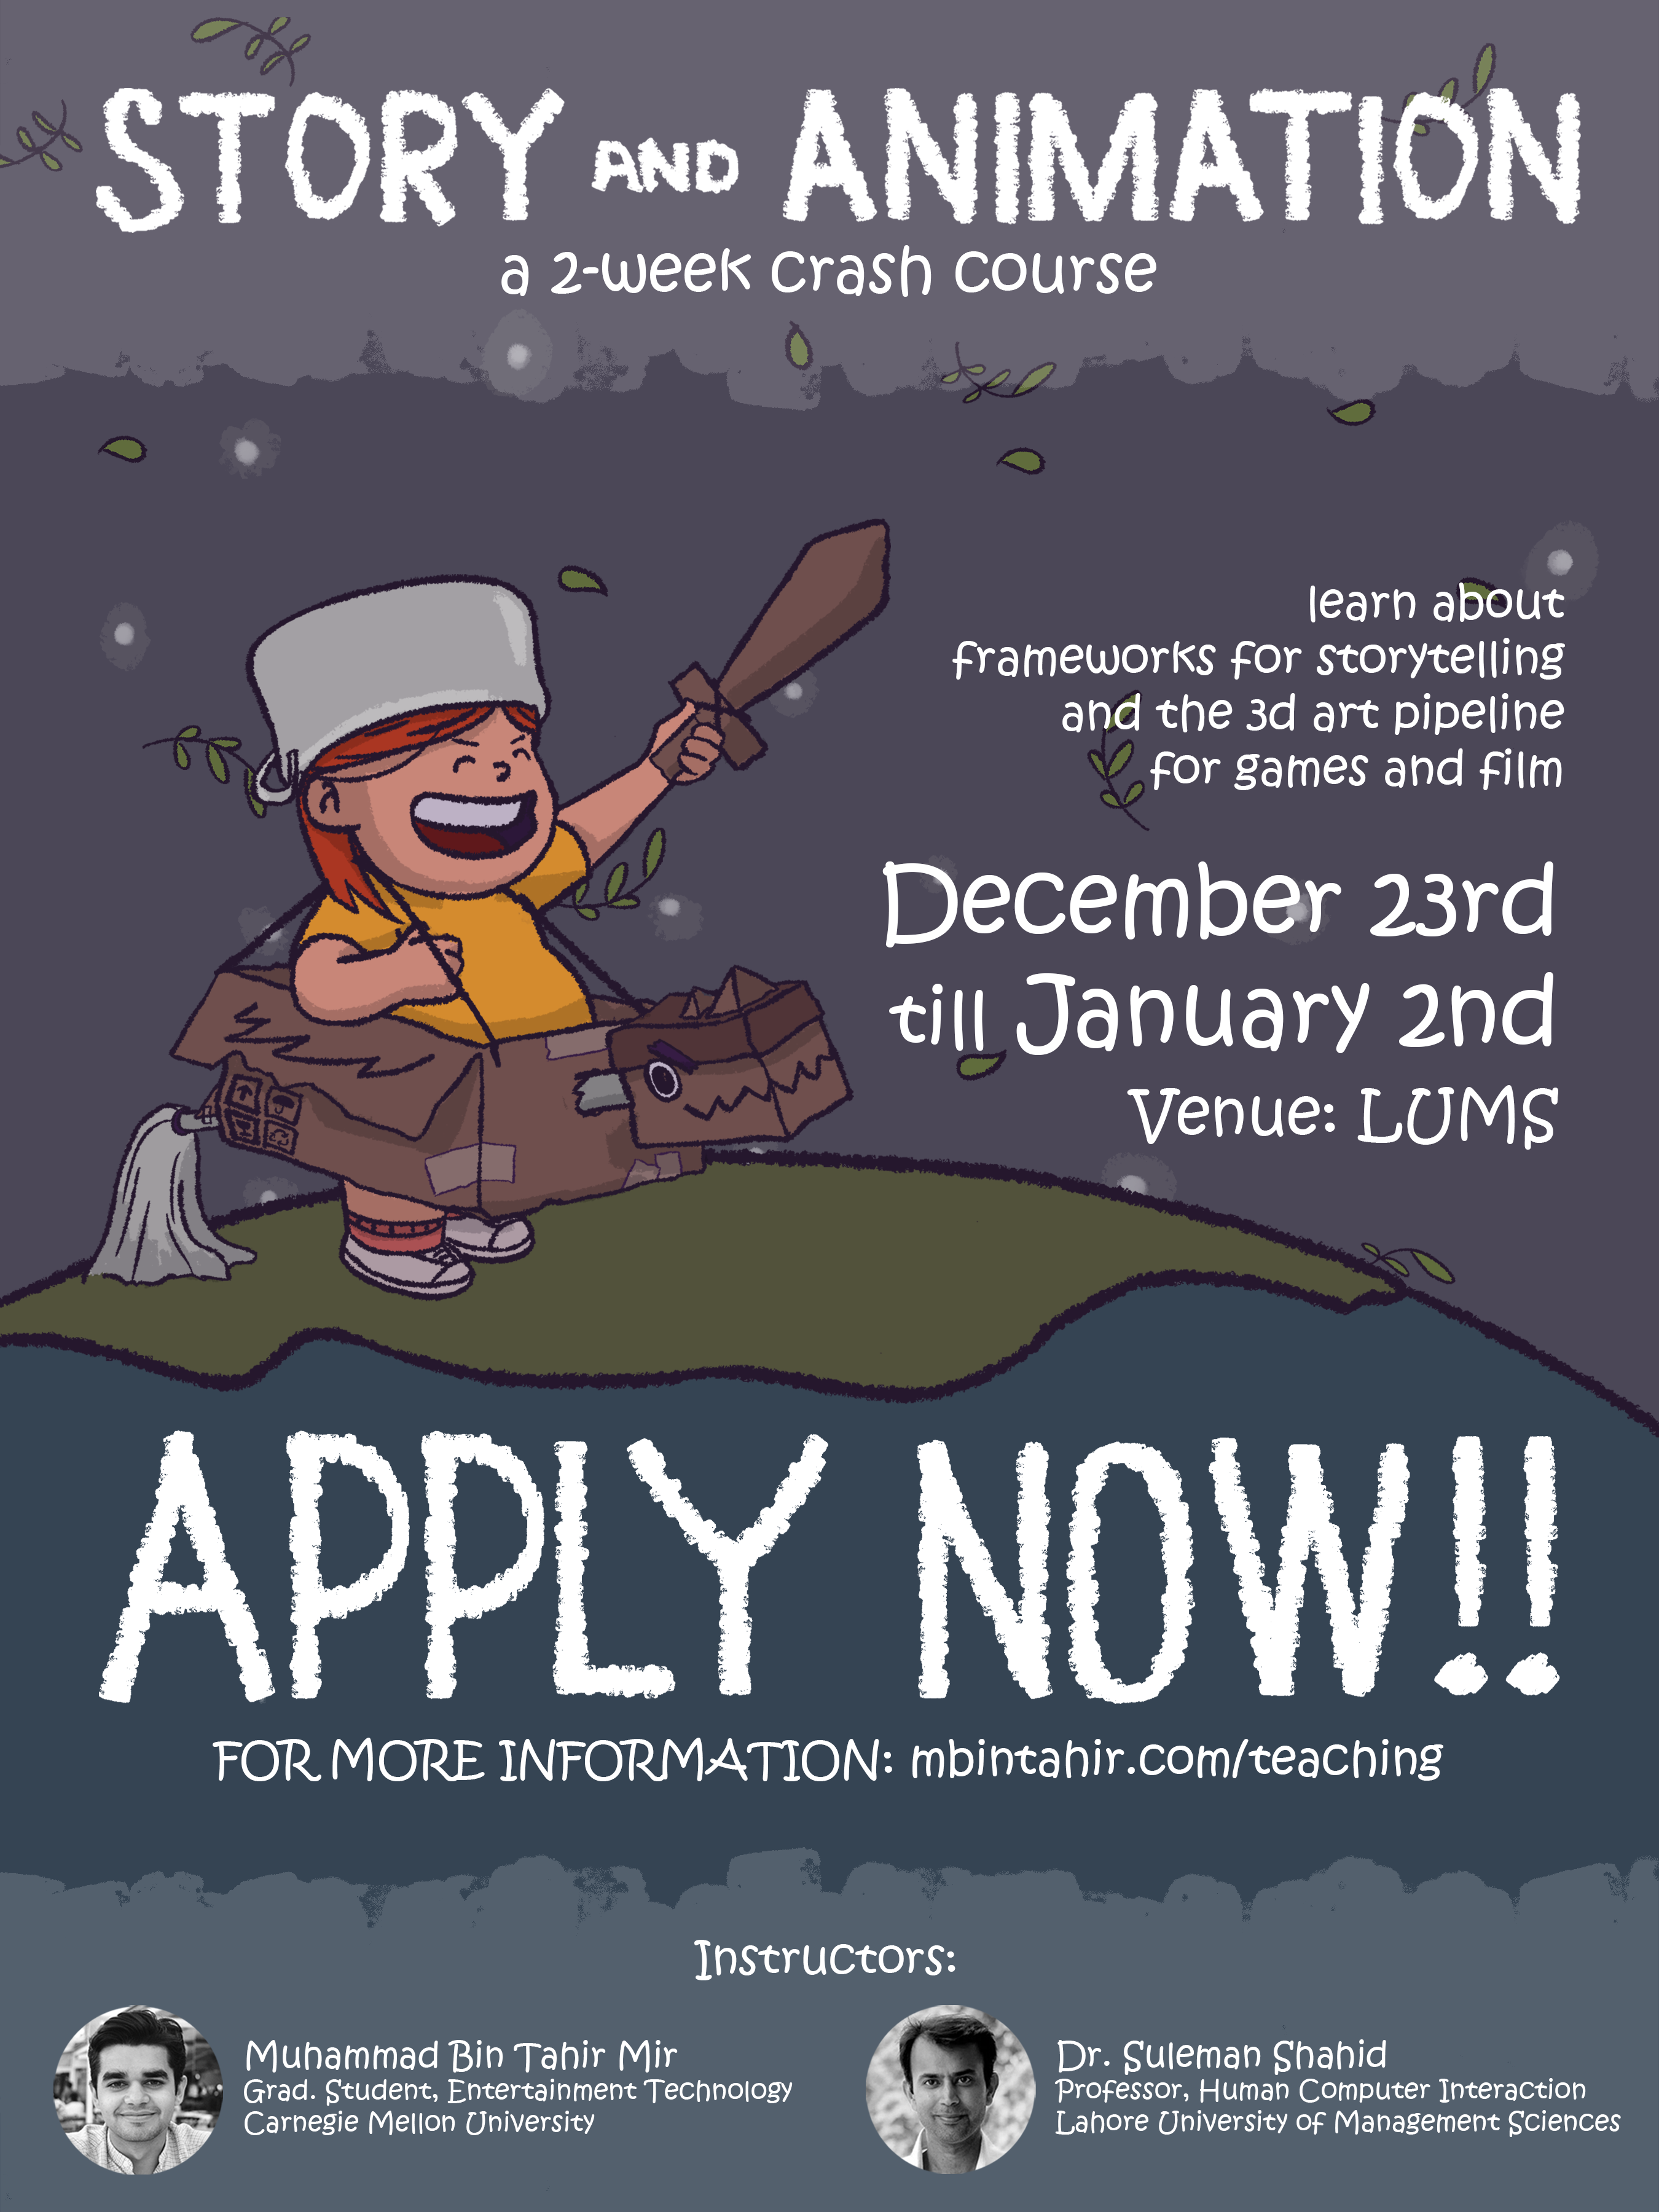 STORY AND ANIMATION
a 2-week crash course
learn about
frameworks for storytelling
and the 3d art pipeline
for games and film
December 23rd
till January 2nd
Venue: LUMS
APPLY NOW!!
FOR MORE INFORMATION: mbintahir.com/teaching
Instructors:
Muhammad Bin Tahir Mir
Grad. Student, Entertainment Technology
Carnegie Mellon University
Dr. Suleman Shahid
Professor, Human Computer Interaction
Lahore University of Management Sciences